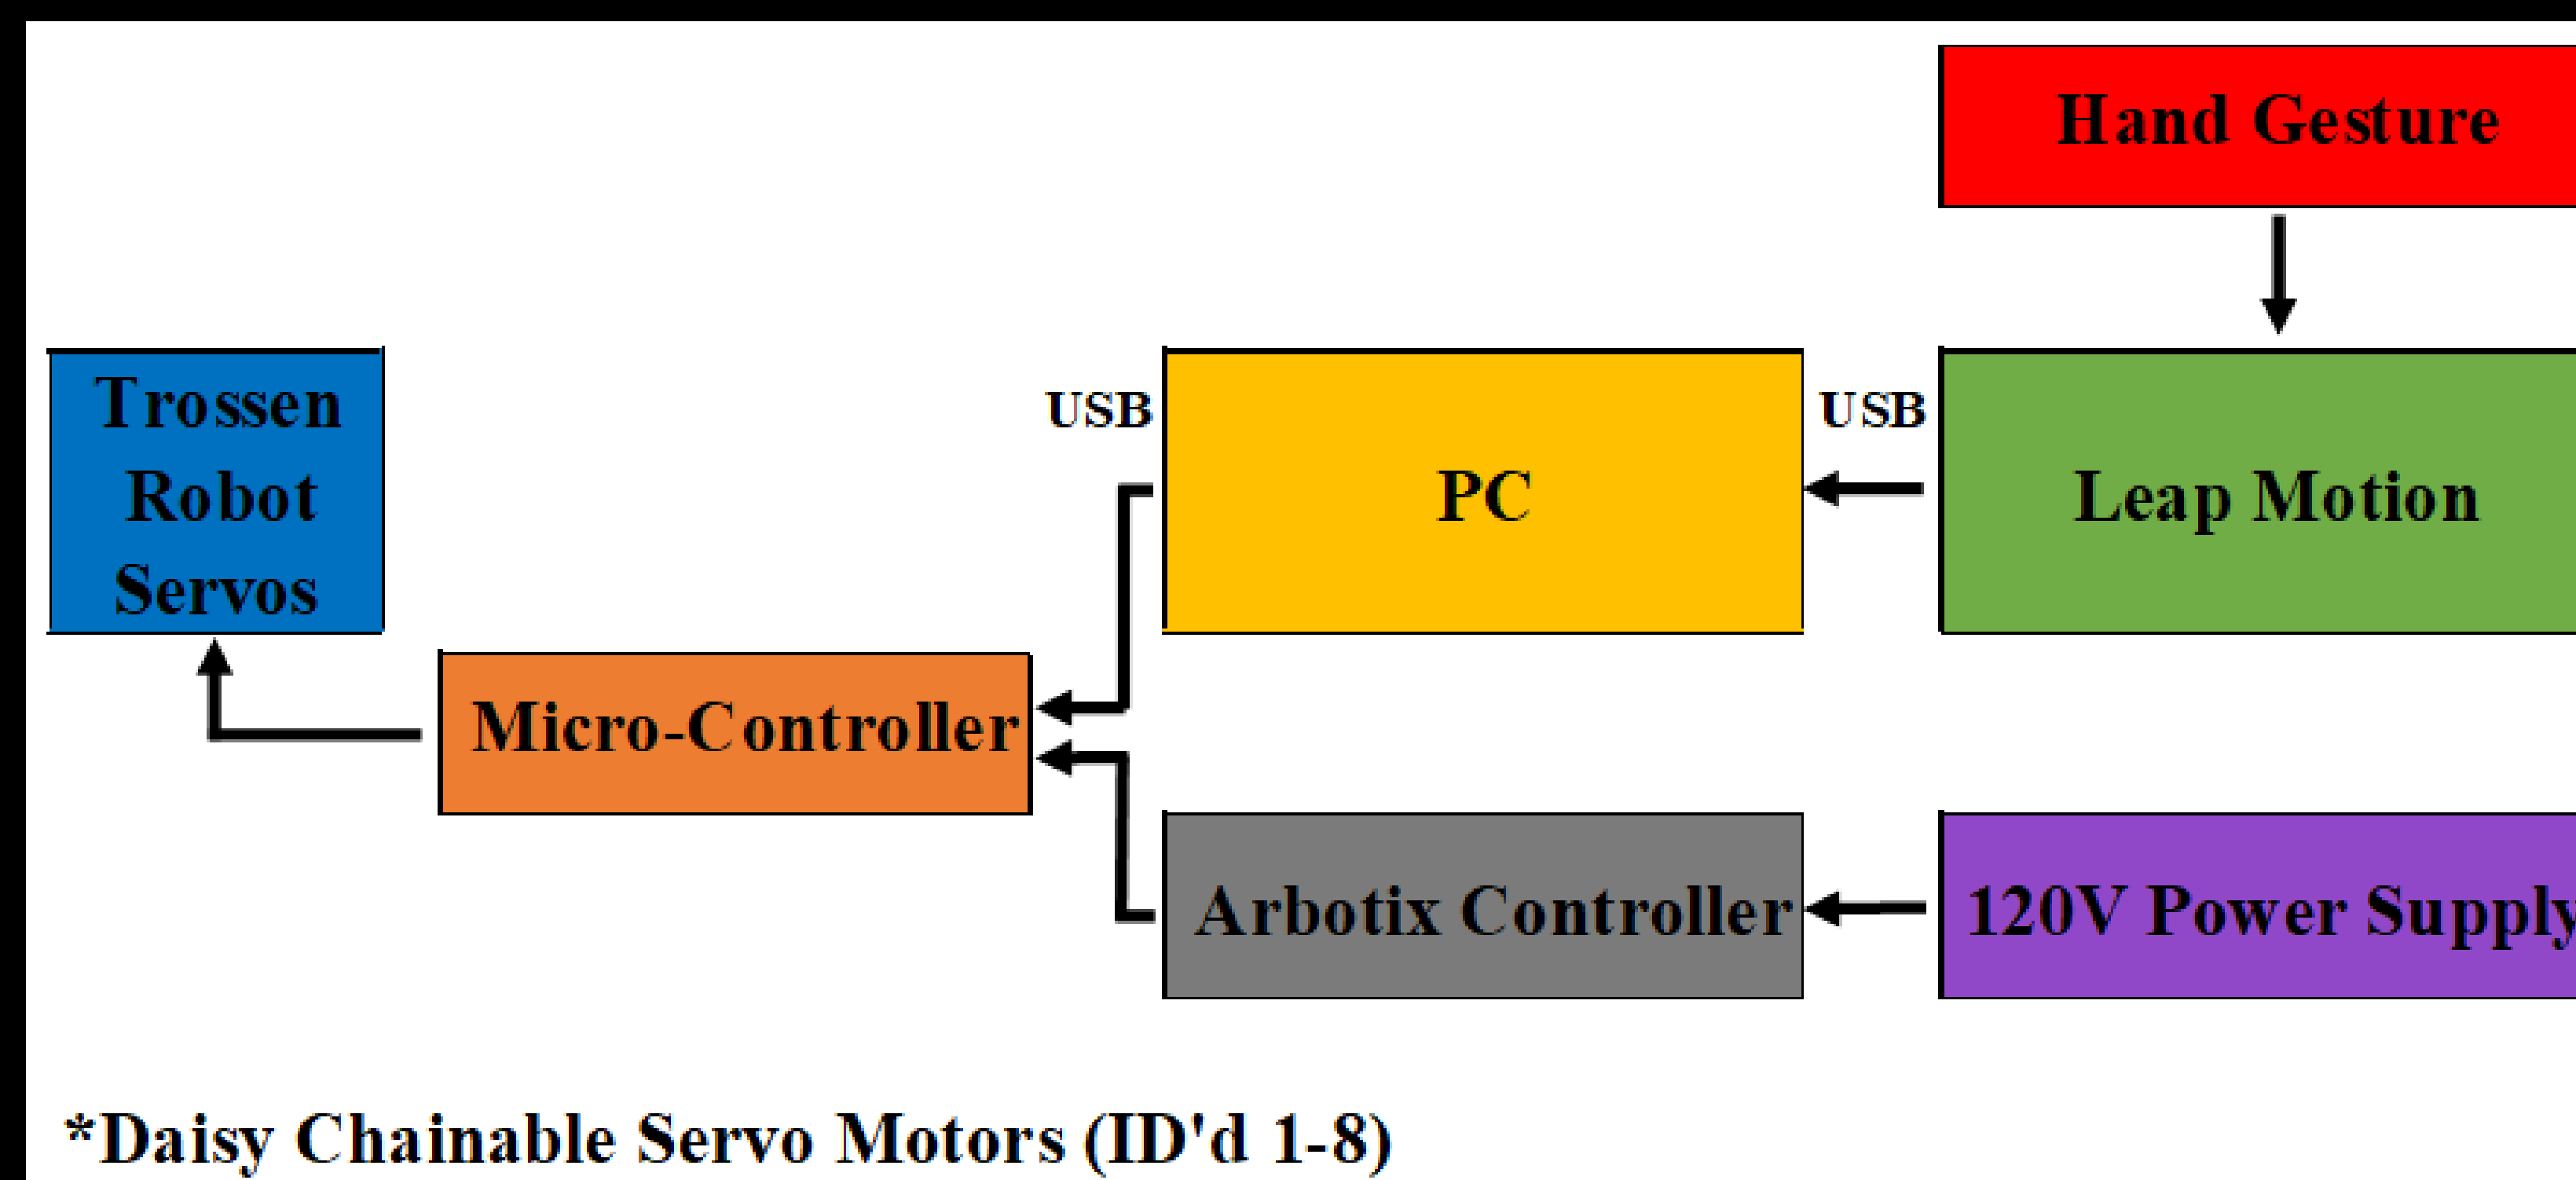 Hand Gesture
Trossen
Robot
Servos
USB
PC
USB
Leap Motion
Micro-Controller
Arbotix Controller
120V Power Supply
*Daisy Chainable Servo Motors (ID'd 1-8)